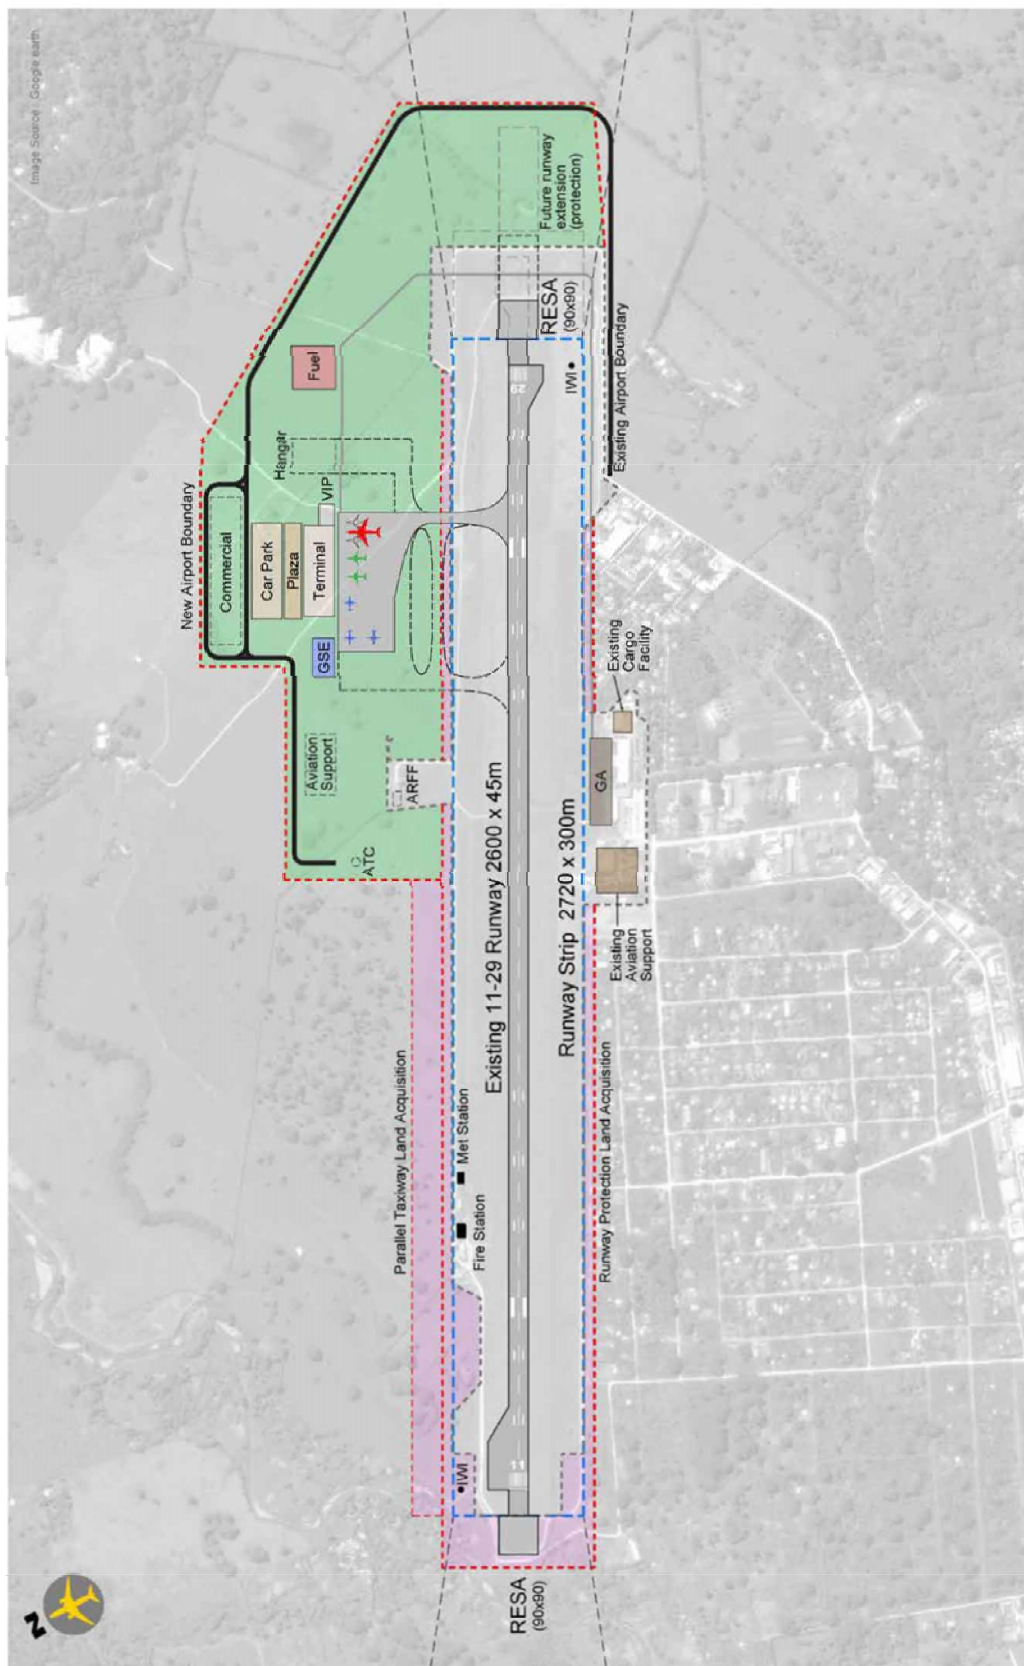 Image Source : Google earth
Future runway
extension
(protection)
RESA
(90x90)
IWI
Existing Airport Boundary
29
Fuel
Hangar
VIP
New Airport Boundary
Commercial
Car Park
Plaza
Terminal
GSE
Existing
Cargo
Facility
Aviation
Support
ARFF
GA
ATC
Existing 11-29 Runway 2600 x 45m
Runway Strip 2720 x 300m
Existing
Aviation
Support
Parallel Taxiway Land Acquisition
Met Station
Fire Station
Runway Protection Land Acquisition
IWI
11
RESA
(90x90)
N